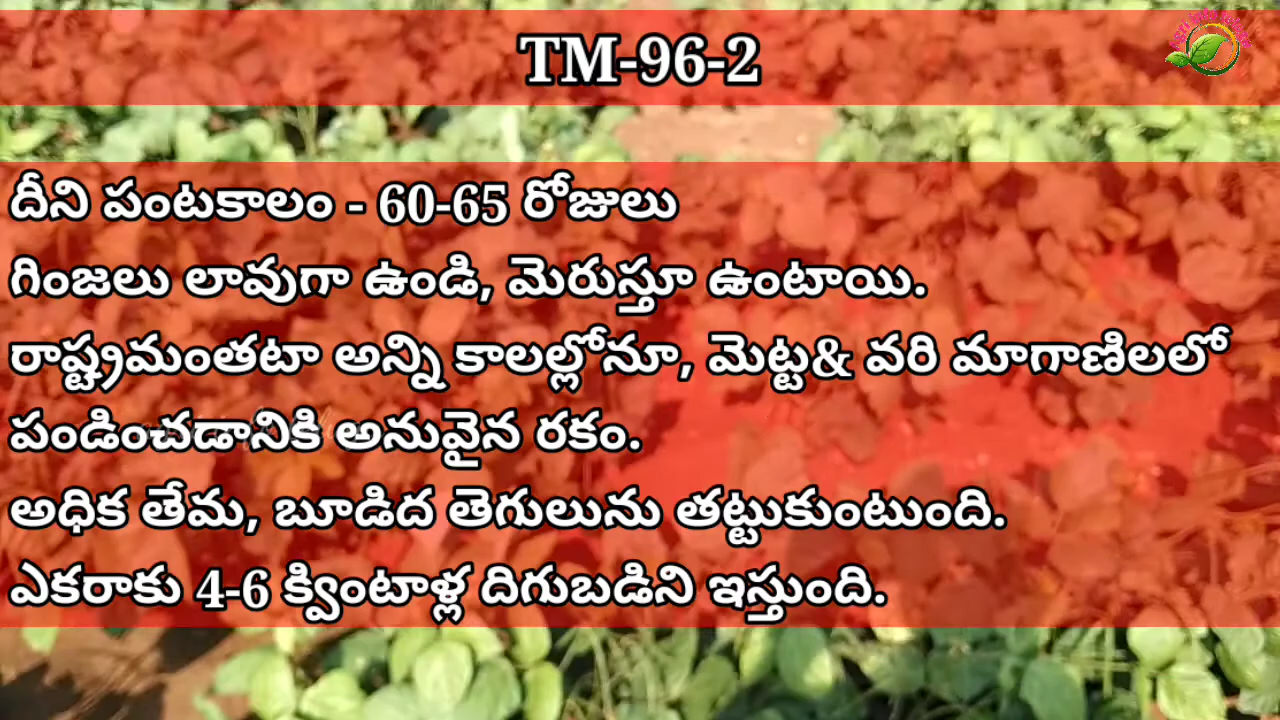 TM-96-2
దీని పంటకాలం - 60-65 రోజులు
గింజలు లావుగా ఉండి, మెరుస్తూ ఉంటాయి.
రాష్ట్రమంతటా అన్ని కాలల్లోనూ, మెట్ట& వరి మాగాణిలలో
పండించడానికి అనువైన రకం.
అధిక తేమ, బూడిద తెగులును తట్టుకుంటుంది.
ఎకరాకు 4-6 క్వింటాళ్ల దిగుబడిని ఇస్తుంది.